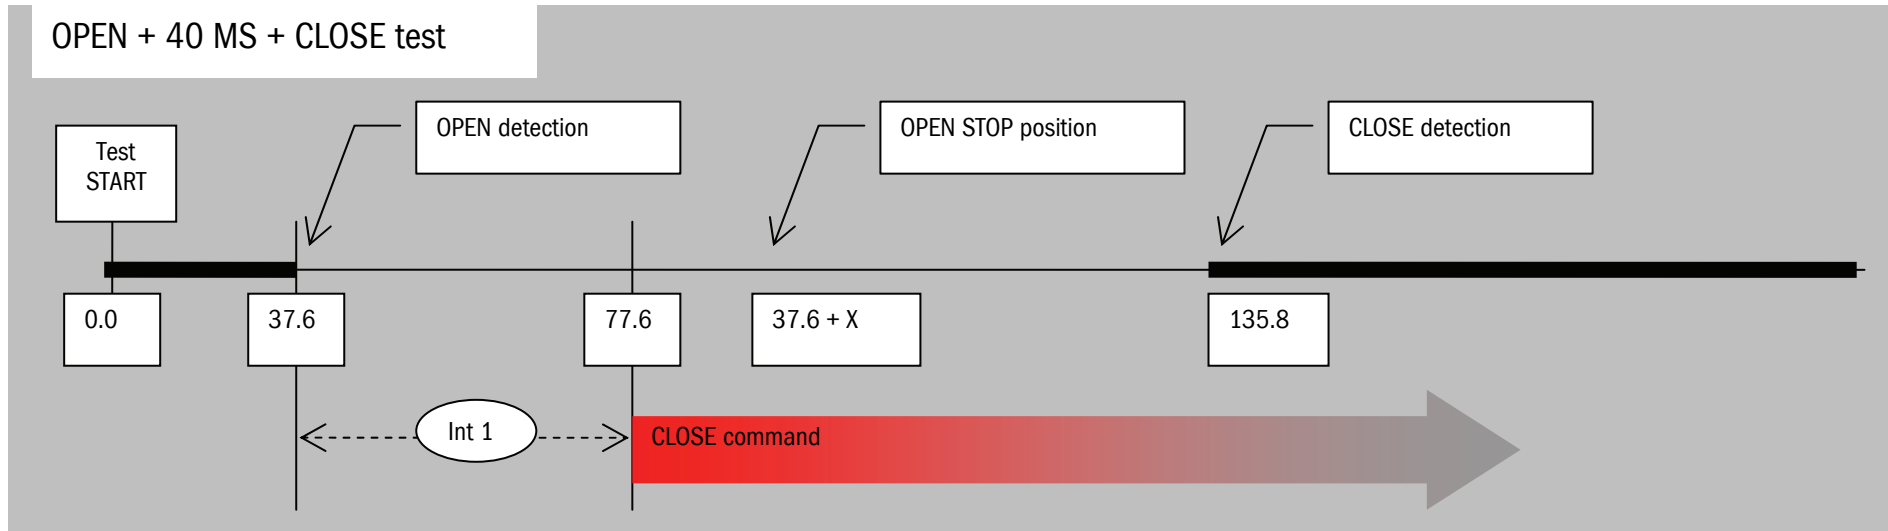 OPEN + 40 MS + CLOSE test
OPEN detection
OPEN STOP position
CLOSE detection
Test
START
0.0
37.6
77.6
37.6 + X
135.8
Int 1
CLOSE command